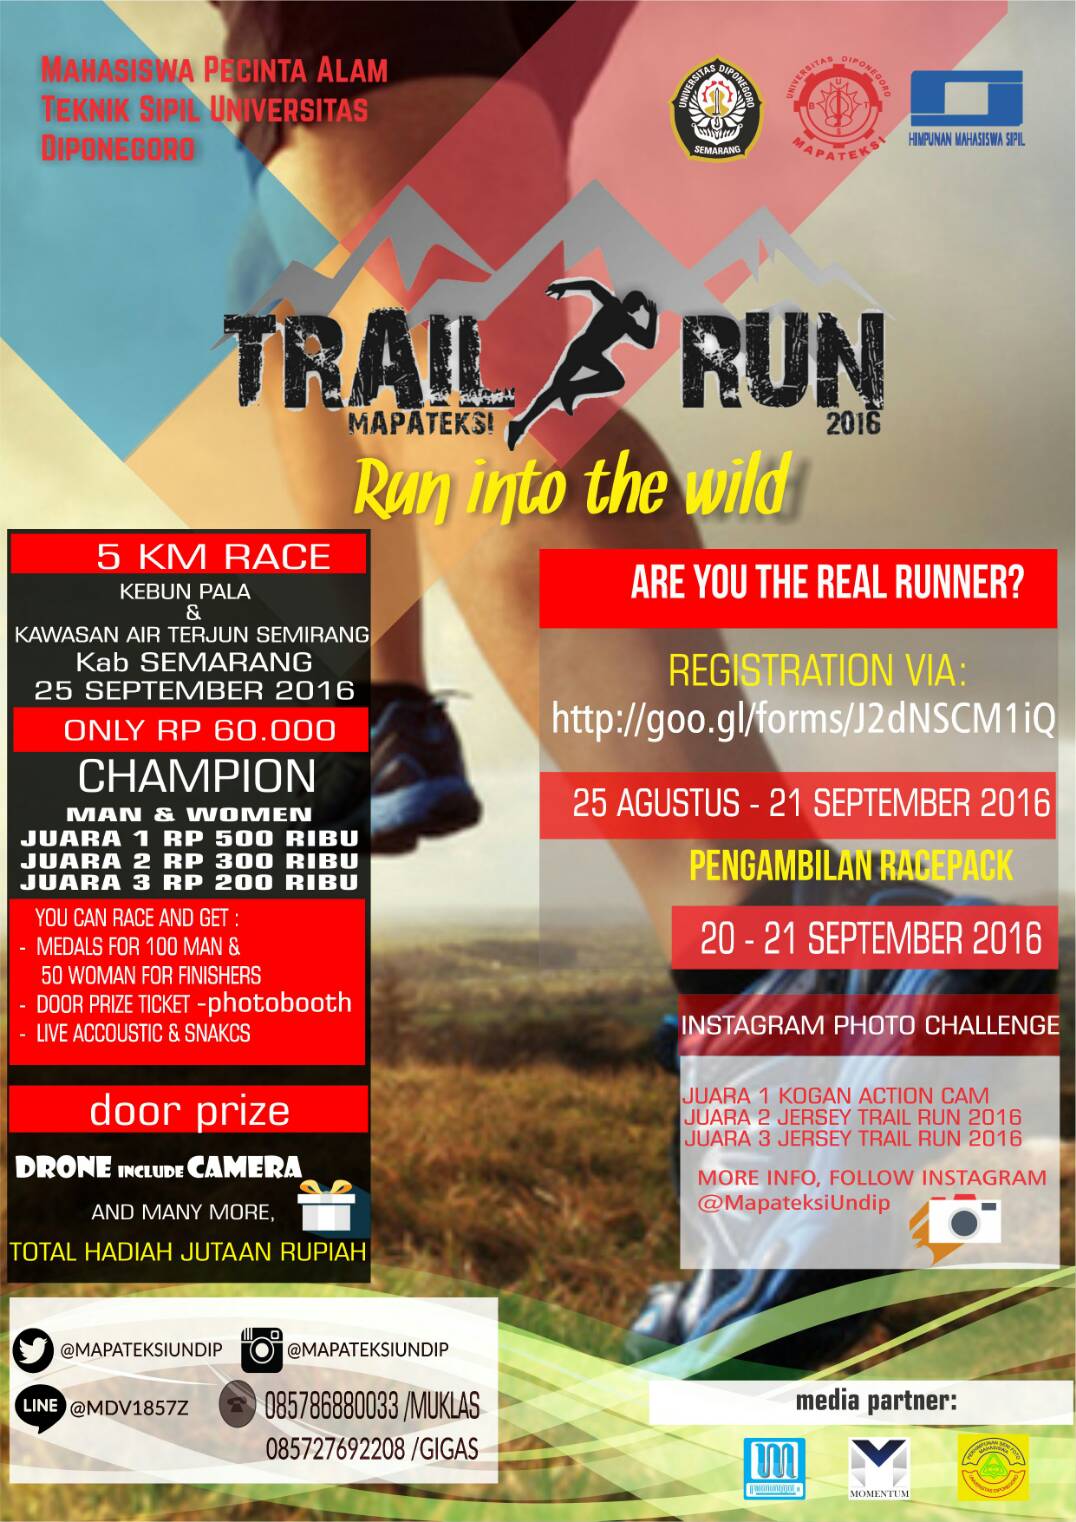 MAHASISWA PECINTA ALAM
TEKNIK SIPIL UNIVERSITAS
DIPONEGORO
UNIVERSITAS DIPONEGORO
SEMARANG
UNIVERSITAS DIPONEGORO
MAPATEKSI
HIMPUNAN MAHASISWA SIPIL
TRAIL RUN
MAPATEKSI 2016
Run into the wild
5 KM RACE
KEBUN PALA
&
KAWASAN AIR TERJUN SEMIRANG
Kab SEMARANG
25 SEPTEMBER 2016
ONLY RP 60.000
CHAMPION
MAN & WOMEN
JUARA 1 RP 500 RIBU
JUARA 2 RP 300 RIBU
JUARA 3 RP 200 RIBU
YOU CAN RACE AND GET :
- MEDALS FOR 100 MAN &
50 WOMAN FOR FINISHERS
- DOOR PRIZE TICKET -photobooth
- LIVE ACCOUSTIC & SNAKCS
door prize
DRONE INCLUDE CAMERA
AND MANY MORE,
TOTAL HADIAH JUTAAN RUPIAH
ARE YOU THE REAL RUNNER?
REGISTRATION VIA:
http://goo.gl/forms/J2dNSCM1iQ
25 AGUSTUS - 21 SEPTEMBER 2016
PENGAMBILAN RACEPACK
20 - 21 SEPTEMBER 2016
INSTAGRAM PHOTO CHALLENGE
JUARA 1 KOGAN ACTION CAM
JUARA 2 JERSEY TRAIL RUN 2016
JUARA 3 JERSEY TRAIL RUN 2016
MORE INFO, FOLLOW INSTAGRAM
@MapateksiUndip
@MAPATEKSIUNDIP
@MAPATEKSIUNDIP
LINE @MDV1857Z
085786880033 /MUKLAS
085727692208 /GIGAS
media partner:
MOMENTUM